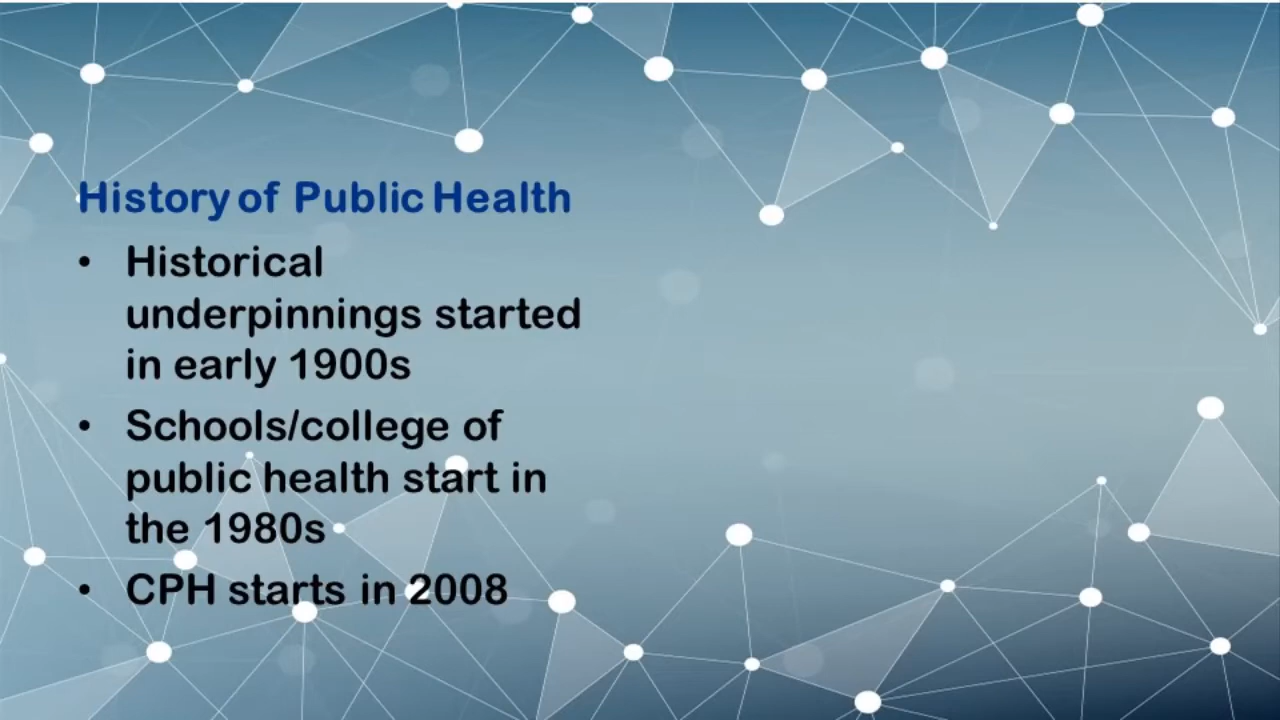 History of Public Health
• Historical
underpinnings started
in early 1900s
• Schools/college of
public health start in
the 1980s
• CPH starts in 2008